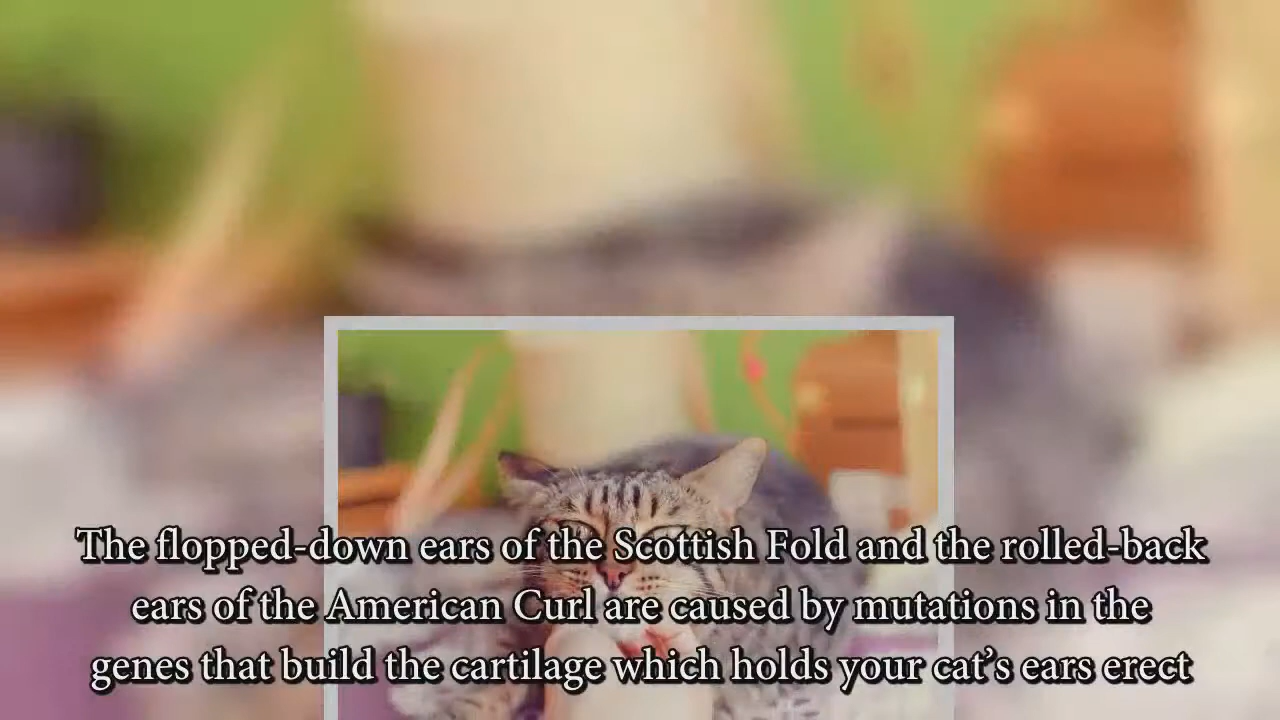 The flopped-down ears of the Scottish Fold and the rolled-back
ears of the American Curl are caused by mutations in the
genes that build the cartilage which holds your cat’s ears erect